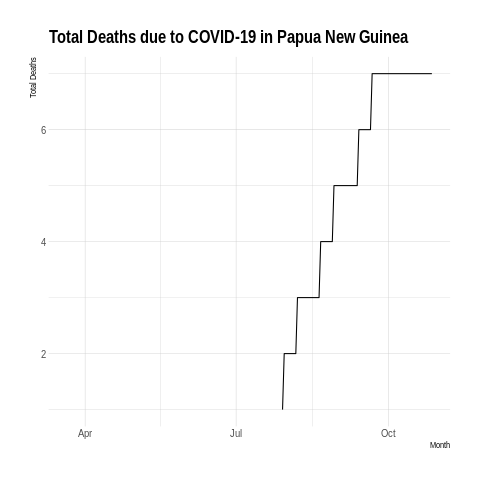 Total Deaths due to COVID-19 in Papua New Guinea
Total Deaths
6
4
2
Apr Jul Oct
Month